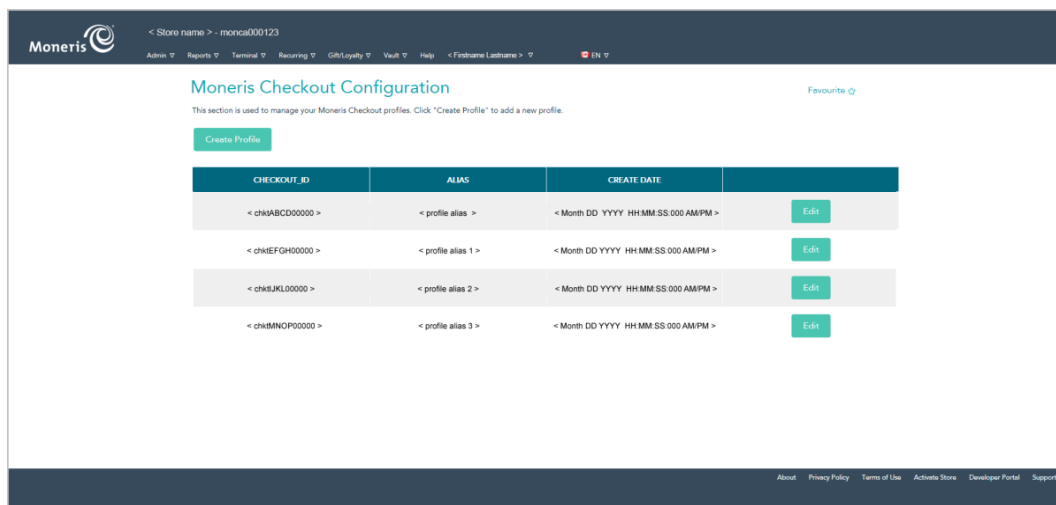 Moneris
< Store name > - monca000123
Admin Reports Terminal Recurring Gift/Loyalty Vault Help < Firstname Lastname > EN
Moneris Checkout Configuration
Favourite
This section is used to manage your Moneris Checkout profiles. Click "Create Profile" to add a new profile.
Create Profile
CHECKOUT_ID ALIAS CREATE DATE
< chktABCD00000 > < profile alias > < Month DD YYYY HH:MM:SS:000 AM/PM > Edit
< chktEFGH00000 > < profile alias 1 > < Month DD YYYY HH:MM:SS:000 AM/PM > Edit
< chktIJKL00000 > < profile alias 2 > < Month DD YYYY HH:MM:SS:000 AM/PM > Edit
< chktMNOP00000 > < profile alias 3 > < Month DD YYYY HH:MM:SS:000 AM/PM > Edit
About Privacy Policy Terms of Use Activate Store Developer Portal Support